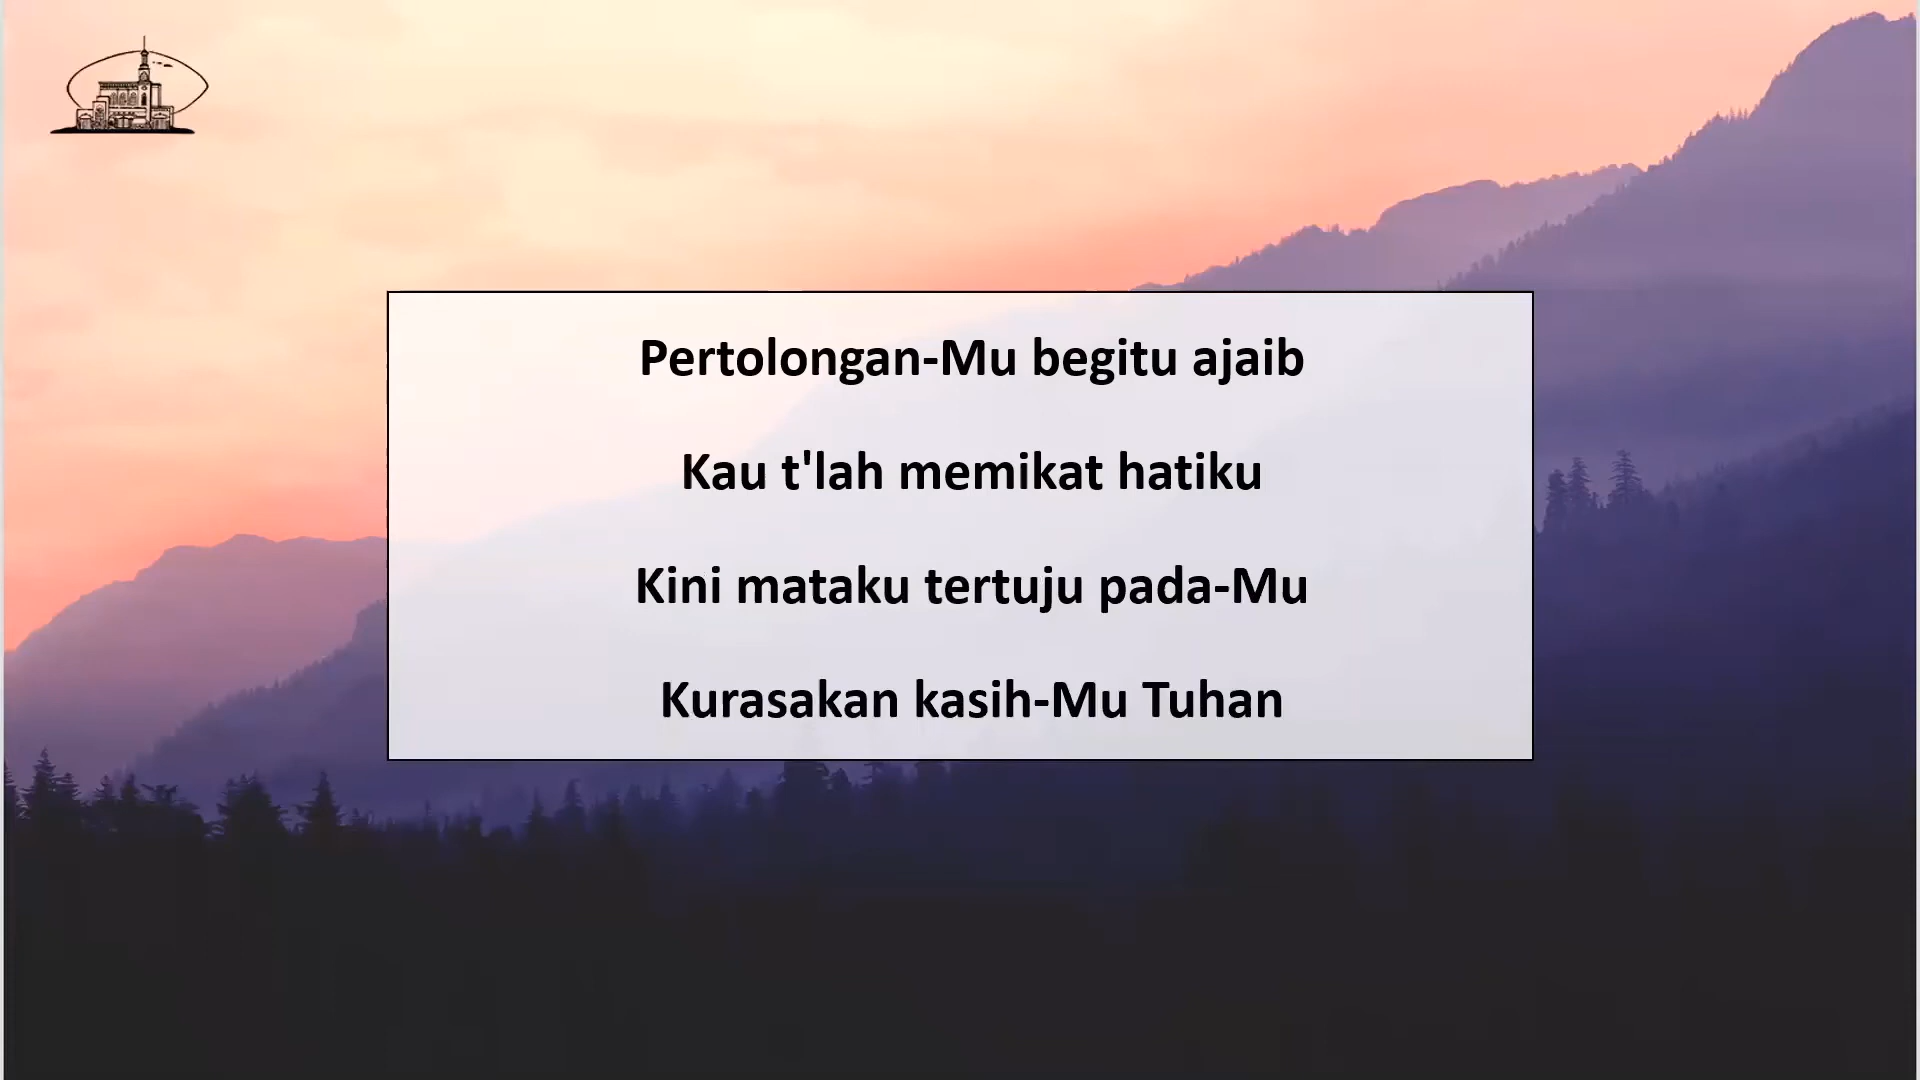 Pertolongan-Mu begitu ajaib
Kau t'lah memikat hatiku
Kini mataku tertuju pada-Mu
Kurasakan kasih-Mu Tuhan